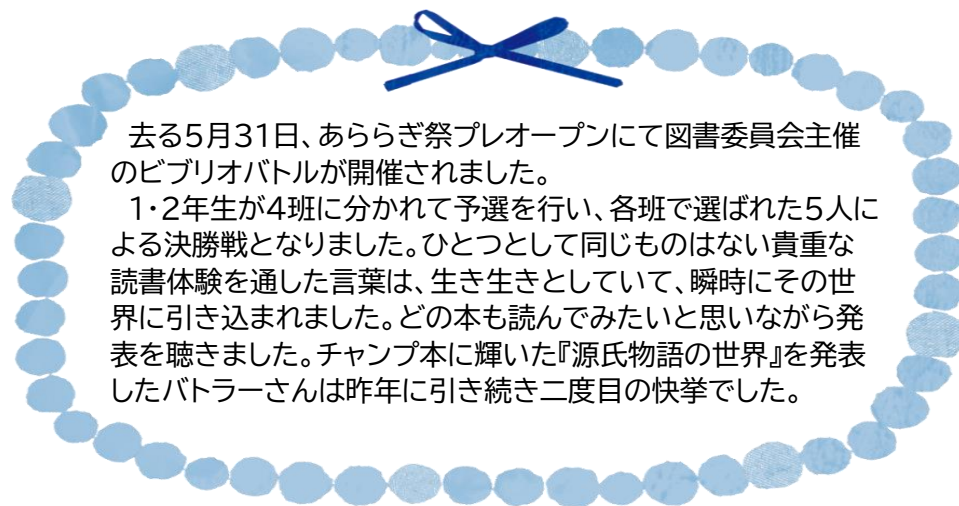 去る5月31日、あららぎ祭プレオープンにて図書委員会主催
のビブリオバトルが開催されました。
1・2年生が4班に分かれて予選を行い、各班で選ばれた5人に
よる決勝戦となりました。ひとつとして同じものはない貴重な
読書体験を通した言葉は、生き生きとしていて、瞬時にその世
界に引き込まれました。どの本も読んでみたいと思いながら発
表を聴きました。チャンプ本に輝いた『源氏物語の世界』を発表
したバトラーさんは昨年に引き続き二度目の快挙でした。